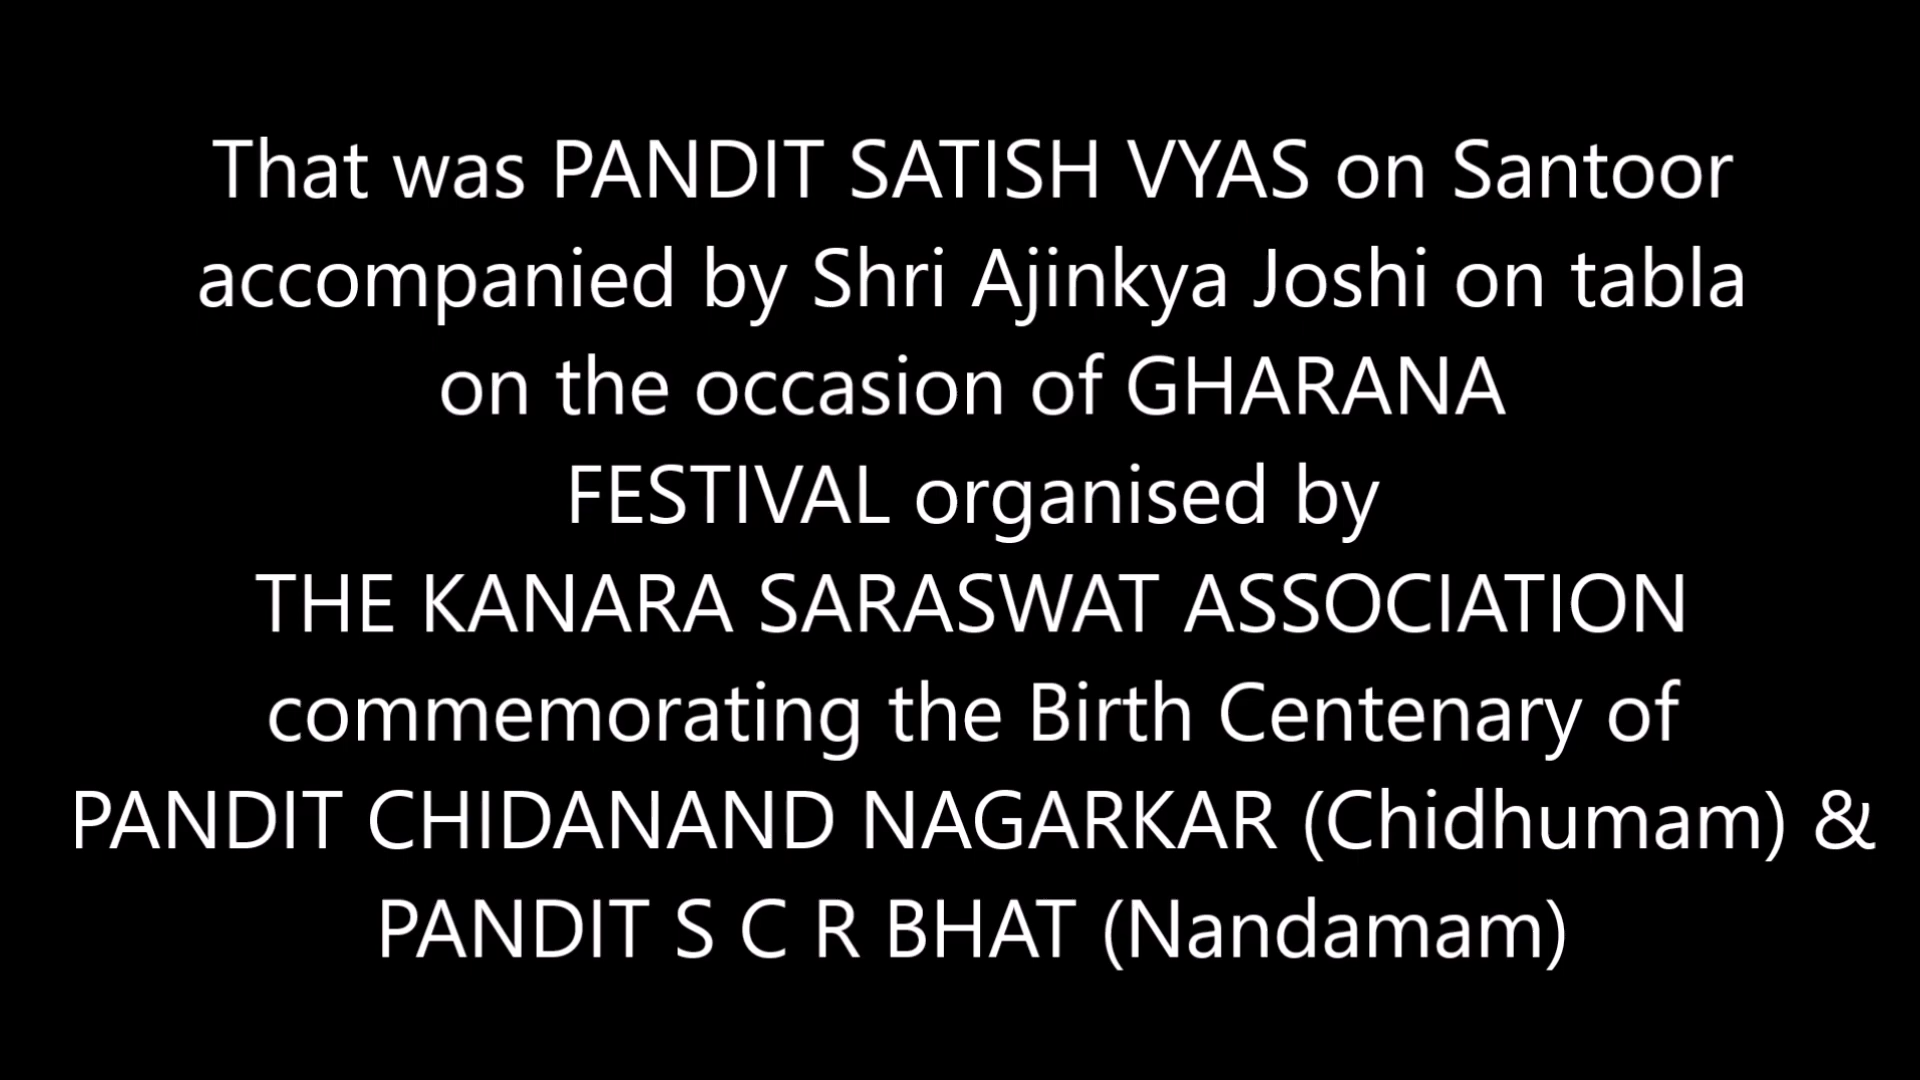 That was PANDIT SATISH VYAS on Santoor
accompanied by Shri Ajinkya Joshi on tabla
on the occasion of GHARANA
FESTIVAL organised by
THE KANARA SARASWAT ASSOCIATION
commemorating the Birth Centenary of
PANDIT CHIDANAND NAGARKAR (Chidhumam) &
PANDIT S C R BHAT (Nandamam)